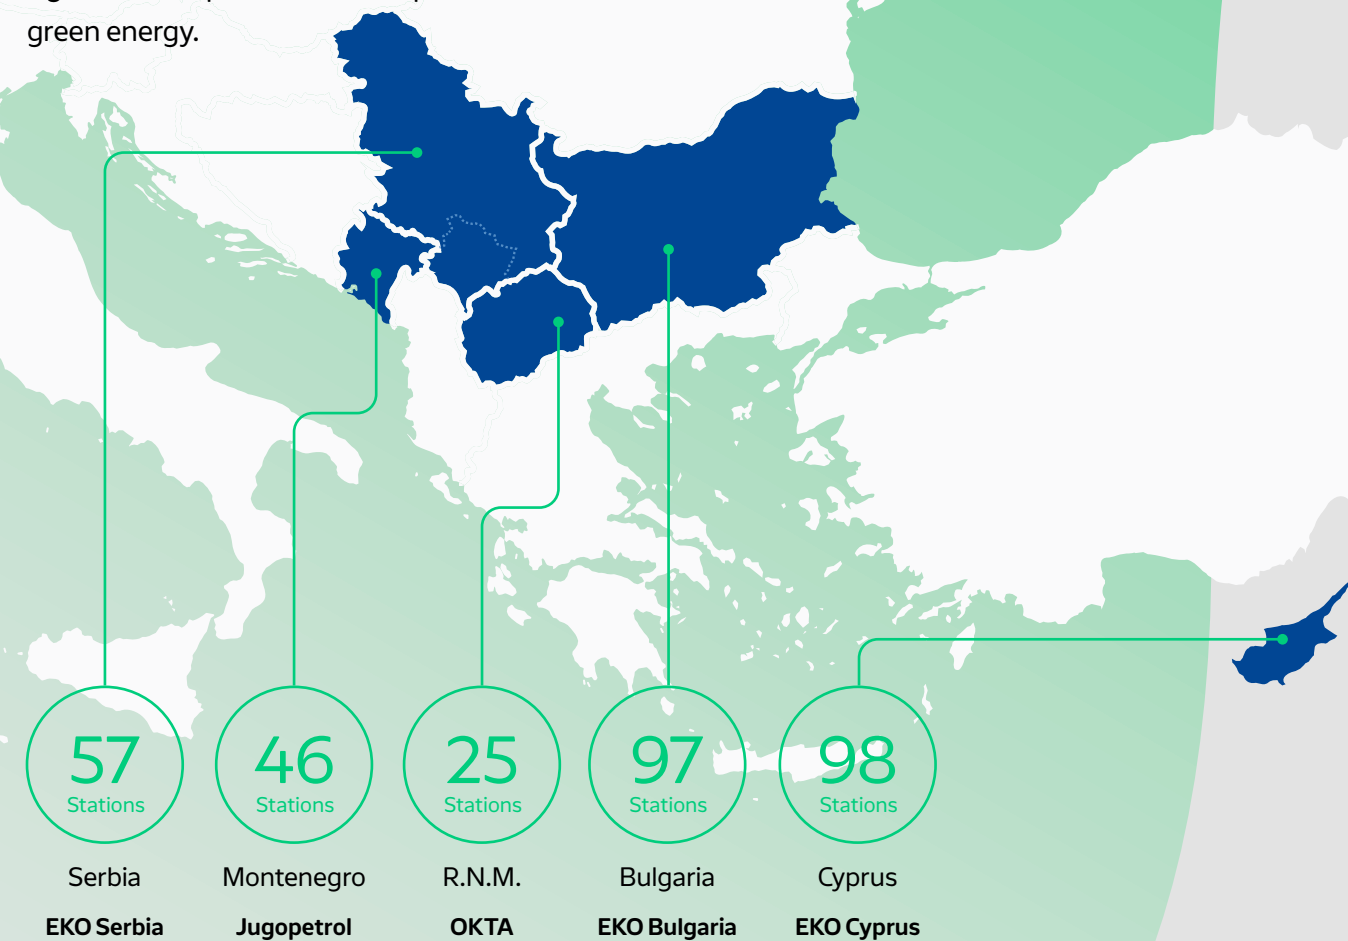 green energy.
57
Stations
46
Stations
25
Stations
97
Stations
98
Stations
Serbia
Montenegro
R.N.M.
Bulgaria
Cyprus
EKO Serbia
Jugopetrol
OKTA
EKO Bulgaria
EKO Cyprus